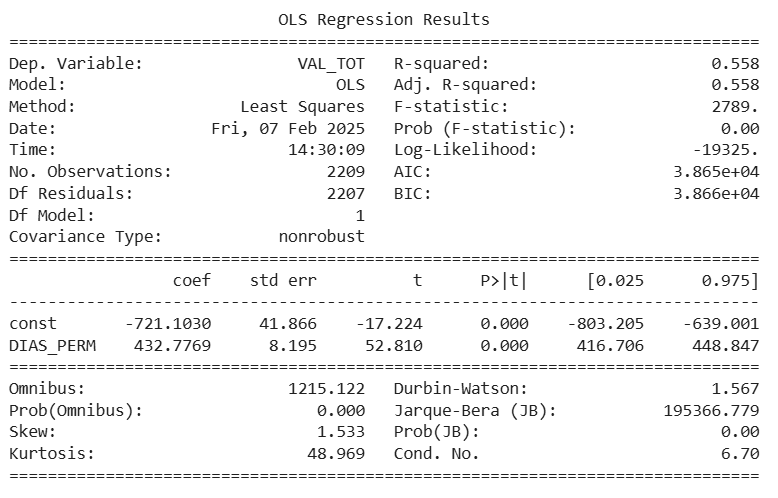 OLS Regression Results
==============================================================================
Dep. Variable:                VAL_TOT   R-squared:                       0.558
Model:                            OLS   Adj. R-squared:                  0.558
Method:                 Least Squares   F-statistic:                     2789.
Date:                Fri, 07 Feb 2025   Prob (F-statistic):               0.00
Time:                        14:30:09   Log-Likelihood:                -19325.
No. Observations:                2209   AIC:                         3.865e+04
Df Residuals:                    2207   BIC:                         3.866e+04
Df Model:                           1
Covariance Type:            nonrobust
==============================================================================
                 coef    std err          t      P>|t|      [0.025      0.975]
------------------------------------------------------------------------------
const       -721.1030     41.866    -17.224      0.000    -803.205    -639.001
DIAS_PERM    432.7769      8.195     52.810      0.000     416.706     448.847
==============================================================================
Omnibus:                     1215.122   Durbin-Watson:                   1.567
Prob(Omnibus):                  0.000   Jarque-Bera (JB):           195366.779
Skew:                           1.533   Prob(JB):                         0.00
Kurtosis:                      48.969   Cond. No.                         6.70
==============================================================================